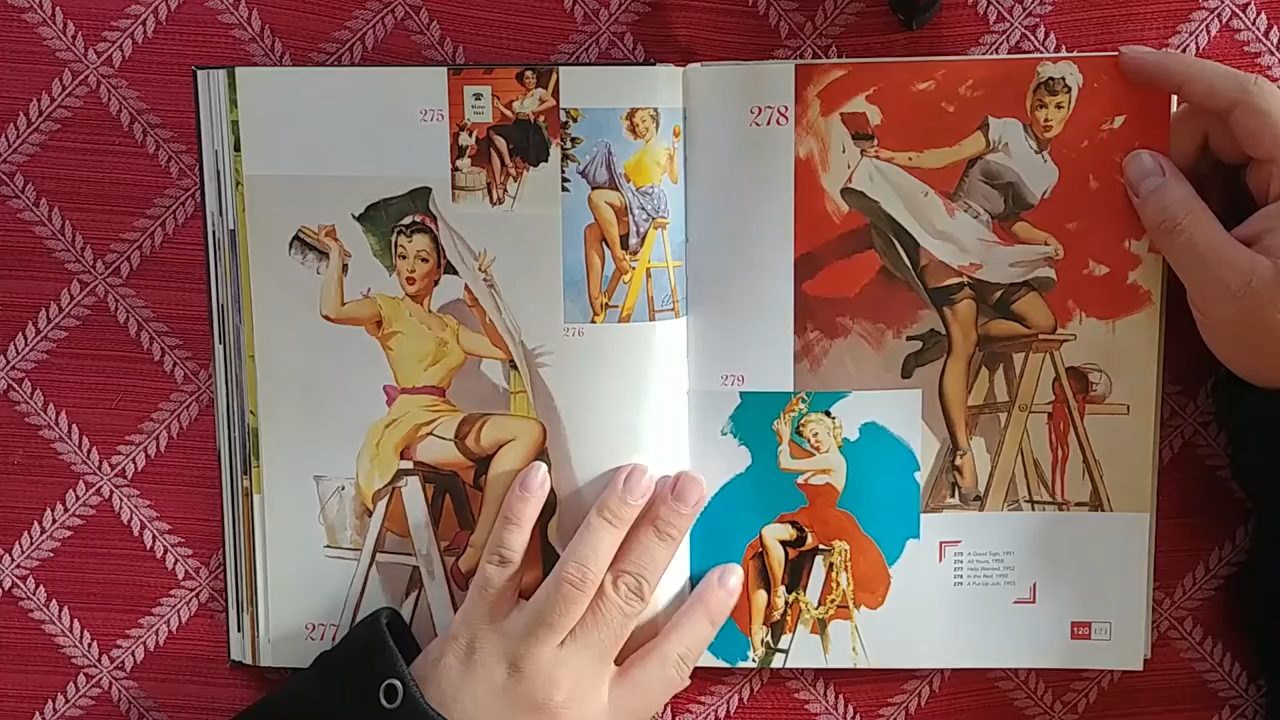 275
276
277
278
279
275 A Good Sign, 1951
276 All Yours, 1958
277 Help Wanted, 1952
278 In the Red, 1950
279 A Put-Up Job, 1955
120 121